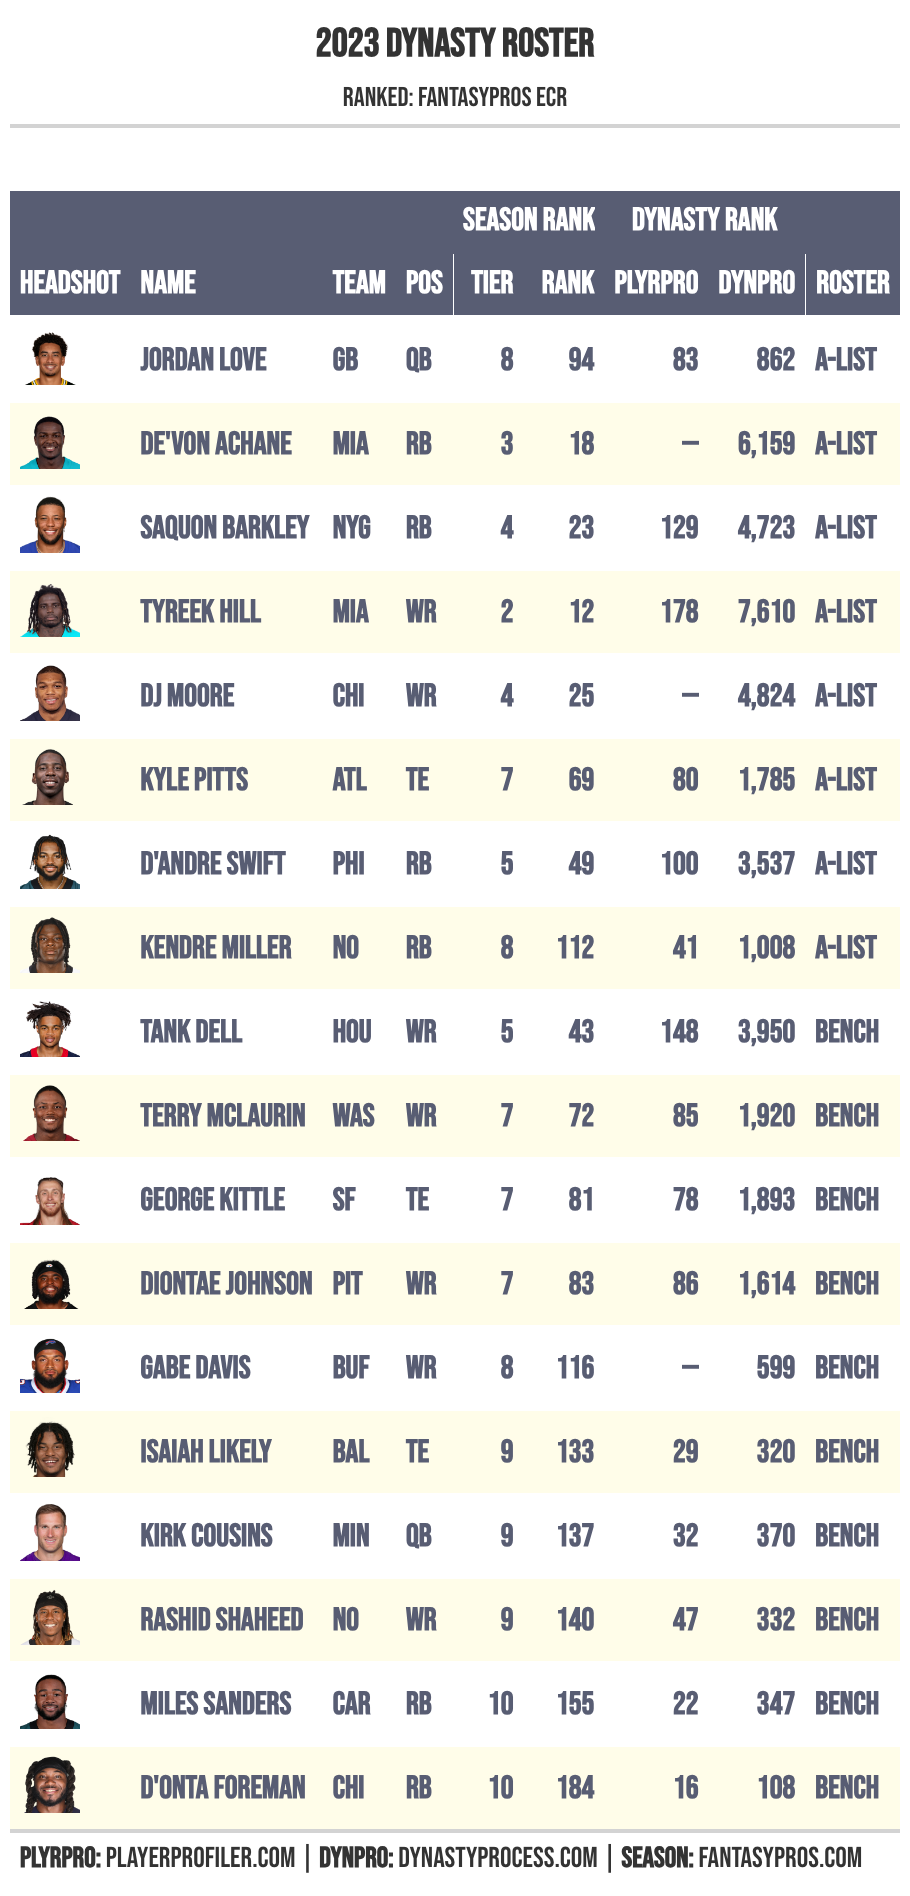 2023 DYNASTY ROSTER
RANKED: FANTASYPROS ECR
SEASON RANK DYNASTY RANK
HEADSHOT NAME TEAM POS TIER RANK PLYRPRO DYNPRO ROSTER
JORDAN LOVE GB QB 8 94 83 862 A-LIST
DE'VON ACHANE MIA RB 3 18 — 6,159 A-LIST
SAQUON BARKLEY NYG RB 4 23 129 4,723 A-LIST
TYREEK HILL MIA WR 2 12 178 7,610 A-LIST
DJ MOORE CHI WR 4 25 — 4,824 A-LIST
KYLE PITTS ATL TE 7 69 80 1,785 A-LIST
D'ANDRE SWIFT PHI RB 5 49 100 3,537 A-LIST
KENDRE MILLER NO RB 8 112 41 1,008 A-LIST
TANK DELL HOU WR 5 43 148 3,950 BENCH
TERRY MCLAURIN WAS WR 7 72 85 1,920 BENCH
GEORGE KITTLE SF TE 7 81 78 1,893 BENCH
DIONTAE JOHNSON PIT WR 7 83 86 1,614 BENCH
GABE DAVIS BUF WR 8 116 — 599 BENCH
ISAIAH LIKELY BAL TE 9 133 29 320 BENCH
KIRK COUSINS MIN QB 9 137 32 370 BENCH
RASHID SHAHEED NO WR 9 140 47 332 BENCH
MILES SANDERS CAR RB 10 155 22 347 BENCH
D'ONTA FOREMAN CHI RB 10 184 16 108 BENCH
PLYRPRO: PLAYERPROFILER.COM | DYNPRO: DYNASTYPROCESS.COM | SEASON: FANTASYPROS.COM